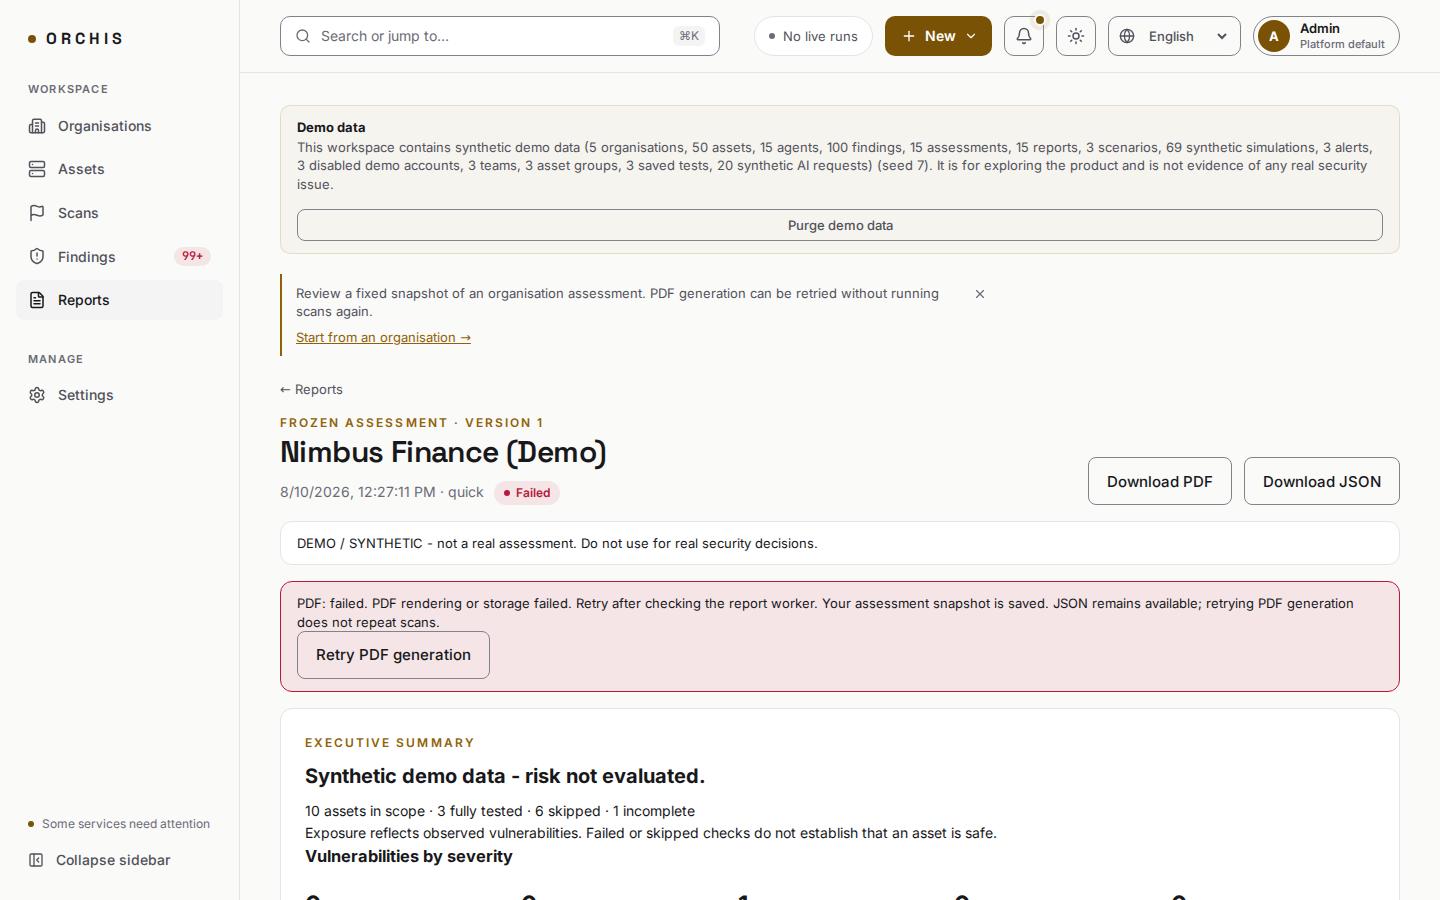 ORCHIS
Search or jump to...
⌘K
No live runs
New
English
A
Admin
Platform default
WORKSPACE
Organisations
Assets
Scans
Findings
99+
Reports
MANAGE
Settings
Some services need attention
Collapse sidebar
Demo data
This workspace contains synthetic demo data (5 organisations, 50 assets, 15 agents, 100 findings, 15 assessments, 15 reports, 3 scenarios, 69 synthetic simulations, 3 alerts,
3 disabled demo accounts, 3 teams, 3 asset groups, 3 saved tests, 20 synthetic AI requests) (seed 7). It is for exploring the product and is not evidence of any real security
issue.
Purge demo data
Review a fixed snapshot of an organisation assessment. PDF generation can be retried without running
scans again.
Start from an organisation →
← Reports
FROZEN ASSESSMENT · VERSION 1
Nimbus Finance (Demo)
8/10/2026, 12:27:11 PM · quick
Failed
Download PDF
Download JSON
DEMO / SYNTHETIC - not a real assessment. Do not use for real security decisions.
PDF: failed. PDF rendering or storage failed. Retry after checking the report worker. Your assessment snapshot is saved. JSON remains available; retrying PDF generation
does not repeat scans.
Retry PDF generation
EXECUTIVE SUMMARY
Synthetic demo data - risk not evaluated.
10 assets in scope · 3 fully tested · 6 skipped · 1 incomplete
Exposure reflects observed vulnerabilities. Failed or skipped checks do not establish that an asset is safe.
Vulnerabilities by severity